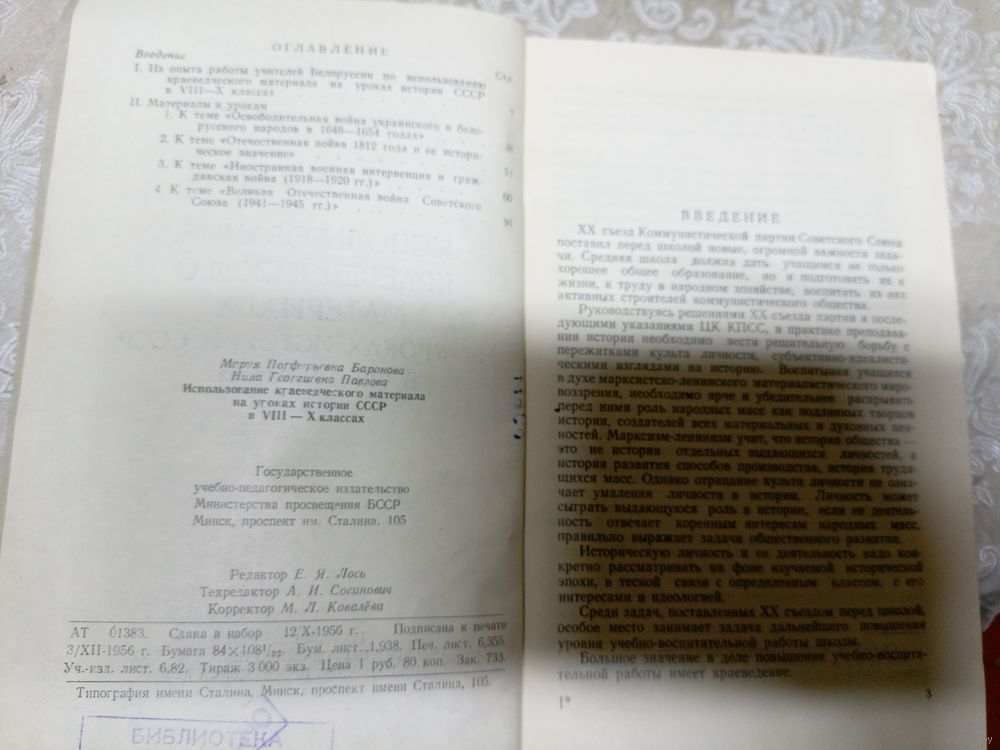 ОГЛАВЛЕНИЕ
Стр.
Введение
I. Из опыта работы учителей Белоруссии по использованию
краеведческого материала на уроках истории СССР
в VIII—X классах 7
II. Материалы к урокам
1. К теме «Освободительная война украинского и бело-
русского народов в 1648—1654 годах»
2. К теме «Отечественная война 1812 года и ее истори-
ческое значение» 51
3. К теме «Иностранная военная интервенция и граж-
данская война (1918—1920 гг.)» 60
4. К теме «Великая Отечественная война Советского
Союза (1941—1945 гг.)» 91
Мария Порфирьевна Баронова
Нила Георгиевна Павлова
Использование краеведческого материала
на уроках истории СССР
в VIII — X классах
Государственное
учебно-педагогическое издательство
Министерства просвещения БССР
Минск, проспект им. Сталина, 105
Редактор Е. Я. Лось
Техредактор А. И. Сосинович
Корректор М. Л. Ковалёва
АТ 01383. Сдана в набор 12/X-1956 г. Подписана к печати
3/XII-1956 г. Бумага 84×108 1/32. Бум. лист. 1,938. Печ. лист. 6,355.
Уч.-изд. лист. 6,82. Тираж 3 000 экз. Цена 1 руб. 80 коп. Зак. 733.
Типография имени Сталина, Минск, проспект имени Сталина, 105.
БИБЛИОТЕКА
ВВЕДЕНИЕ
XX съезд Коммунистической партии Советского Союза
поставил перед школой новые, огромной важности зада-
чи. Средняя школа должна дать учащимся не только
хорошее общее образование, но и подготовить их к
жизни, к труду в народном хозяйстве, воспитать из них
активных строителей коммунистического общества.
Руководствуясь решениями XX съезда партии и после-
дующими указаниями ЦК КПСС, в практике преподава-
ния истории необходимо вести решительную борьбу с
пережитками культа личности, субъективно-идеалисти-
ческими взглядами на историю. Воспитывая учащихся
в духе марксистско-ленинского материалистического миро-
воззрения, необходимо ярче и убедительнее раскрывать
перед ними роль народных масс как подлинных творцов
истории, создателей всех материальных и духовных цен-
ностей. Марксизм-ленинизм учит, что история общества —
это не история отдельных выдающихся личностей, а
история развития способов производства, история трудя-
щихся масс. Однако отрицание культа личности не озна-
чает умаления личности в истории. Личность может
сыграть выдающуюся роль в истории, если ее деятель-
ность отвечает коренным интересам народных масс,
правильно выражает задачи общественного развития.
Историческую личность и ее деятельность надо кон-
кретно рассматривать на фоне изучаемой исторической
эпохи, в тесной связи с определенным классом, с его
интересами и идеологией.
Среди задач, поставленных XX съездом перед школой,
особое место занимает задача дальнейшего повышения
уровня учебно-воспитательной работы школы.
Большое значение в деле повышения учебно-воспита-
тельной работы имеет краеведение.
1*
3